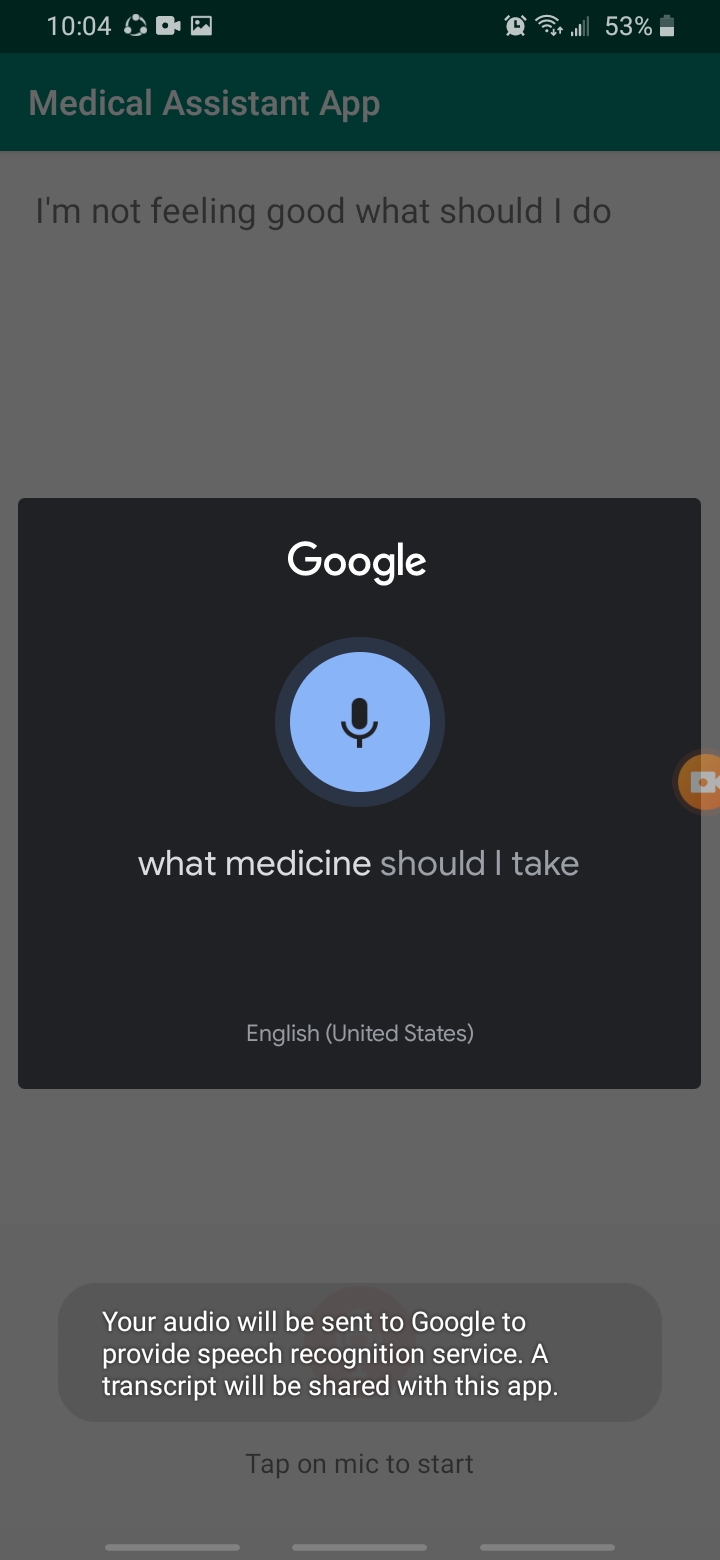 10:04 53%
Medical Assistant App
I'm not feeling good what should I do
Google
what medicine should I take
English (United States)
Your audio will be sent to Google to
provide speech recognition service. A
transcript will be shared with this app.
Tap on mic to start